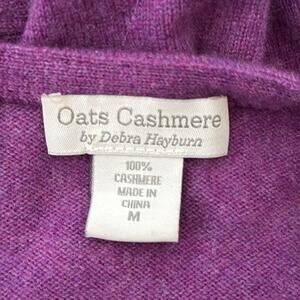 Oats Cashmere
by Debra Hayburn
100%
CASHMERE
MADE IN
CHINA
M